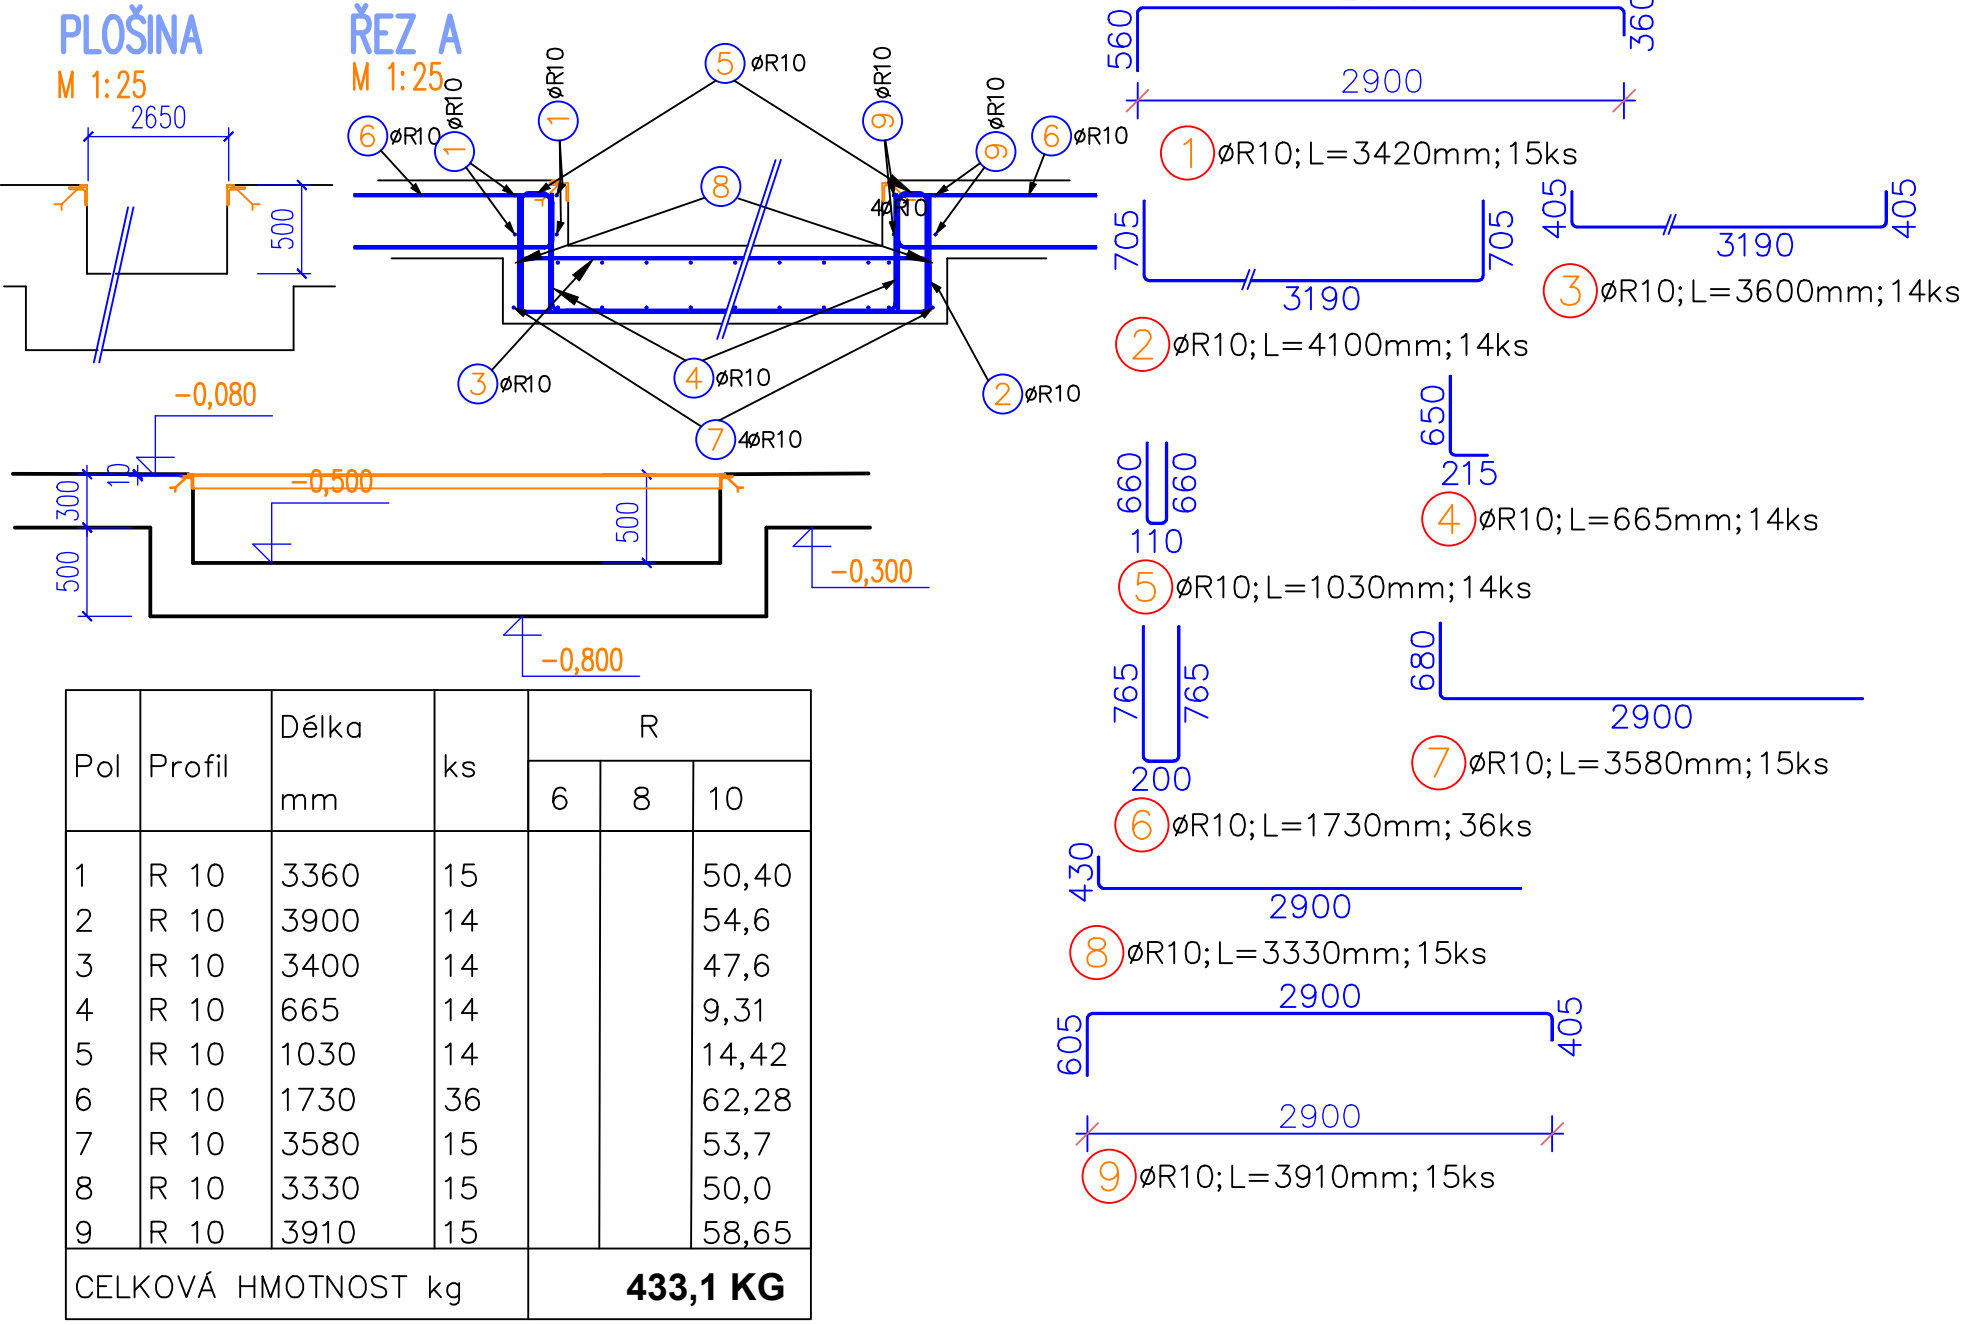 PLOŠINA
M 1:25
2650
500
ŘEZ A
M 1:25
øR10
øR10
5 øR10
øR10
øR10
6 øR10
1
1
9
9
6 øR10
8
4øR10
3 øR10
4 øR10
2 øR10
7 4øR10
-0,080
10
300
500
-0,500
500
-0,300
-0,800
Pol Profil Délka mm ks R
6 8 10
1 R 10 3360 15 50,40
2 R 10 3900 14 54,6
3 R 10 3400 14 47,6
4 R 10 665 14 9,31
5 R 10 1030 14 14,42
6 R 10 1730 36 62,28
7 R 10 3580 15 53,7
8 R 10 3330 15 50,0
9 R 10 3910 15 58,65
CELKOVÁ HMOTNOST kg 433,1 KG
560
360
2900
1 øR10; L=3420mm; 15ks
705
705
3190
2 øR10; L=4100mm; 14ks
405
405
3190
3 øR10; L=3600mm; 14ks
650
215
4 øR10; L=665mm; 14ks
660
660
110
5 øR10; L=1030mm; 14ks
765
765
200
6 øR10; L=1730mm; 36ks
680
2900
7 øR10; L=3580mm; 15ks
430
2900
8 øR10; L=3330mm; 15ks
2900
605
405
2900
9 øR10; L=3910mm; 15ks